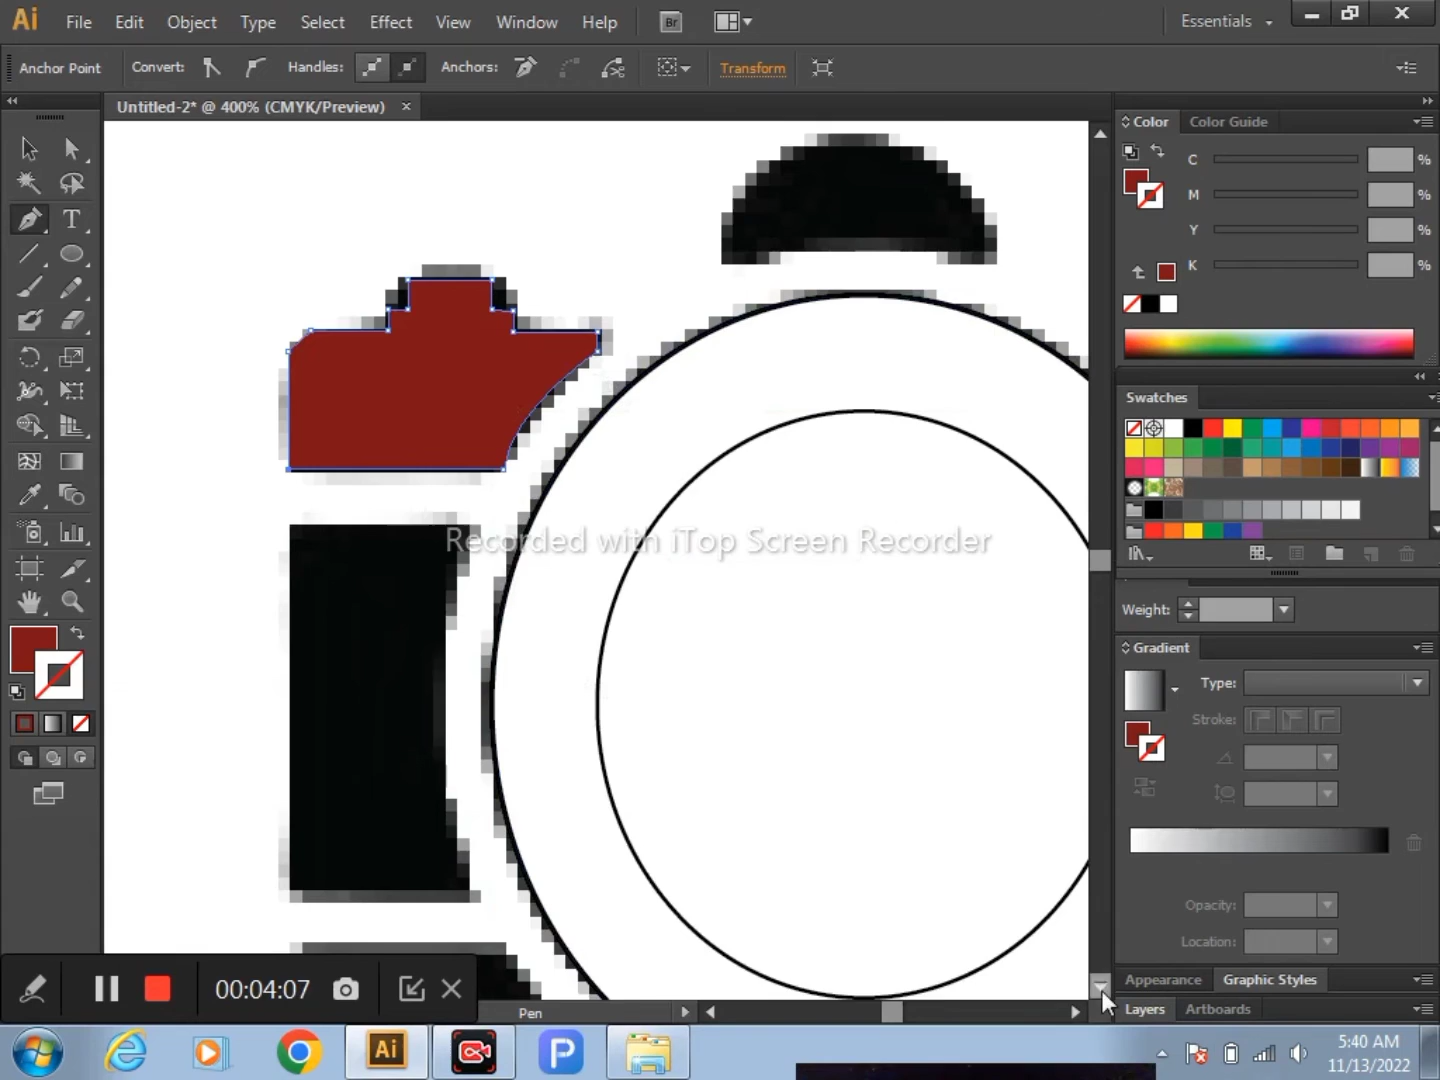 Ai File Edit Object Type Select Effect View Window Help Br Essentials
Anchor Point Convert: Handles: Anchors: Transform
Untitled-2* @ 400% (CMYK/Preview) ×
Color Color Guide
C %
M %
Y %
K %
Swatches
Recorded with iTop Screen Recorder
Weight:
Gradient
Type:
Stroke:
Opacity:
Location:
Appearance Graphic Styles
Layers Artboards
00:04:07
Pen
Ai
P
5:40 AM
11/13/2022